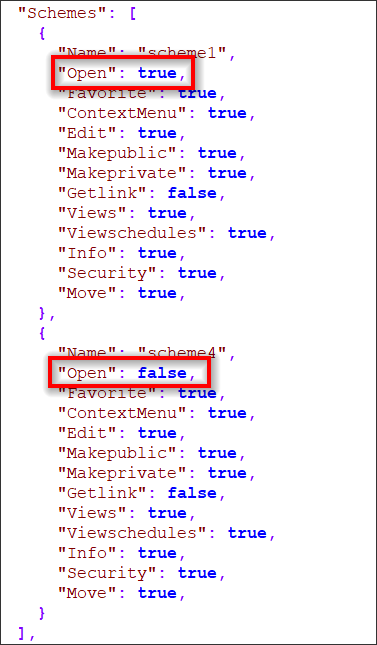 "Schemes": [
{
"Name": "scheme1",
"Open": true,
"Favorite": true,
"ContextMenu": true,
"Edit": true,
"Makepublic": true,
"Makeprivate": true,
"Getlink": false,
"Views": true,
"Viewschedules": true,
"Info": true,
"Security": true,
"Move": true,
},
{
"Name": "scheme4",
"Open": false,
"Favorite": true,
"ContextMenu": true,
"Edit": true,
"Makepublic": true,
"Makeprivate": true,
"Getlink": false,
"Views": true,
"Viewschedules": true,
"Info": true,
"Security": true,
"Move": true,
}
],